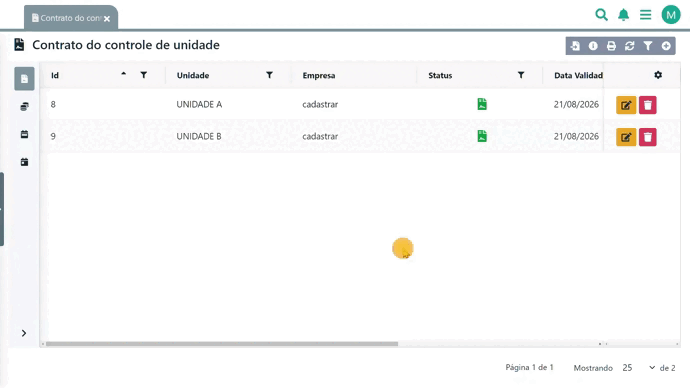 Contrato do con
M
Contrato do controle de unidade
Id Unidade Empresa Status Data Validad
8 UNIDADE A cadastrar 21/08/2026
9 UNIDADE B cadastrar 21/08/2026
Página 1 de 1 Mostrando 25 de 2